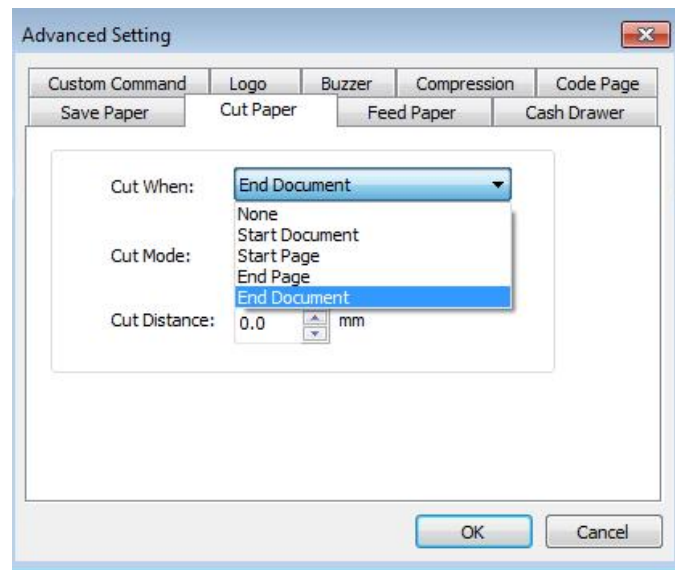 Advanced Setting
Custom Command Logo Buzzer Compression Code Page
Save Paper Cut Paper Feed Paper Cash Drawer
Cut When: End Document
None
Start Document
Cut Mode: Start Page
End Page
End Document
Cut Distance: 0.0 mm
OK Cancel